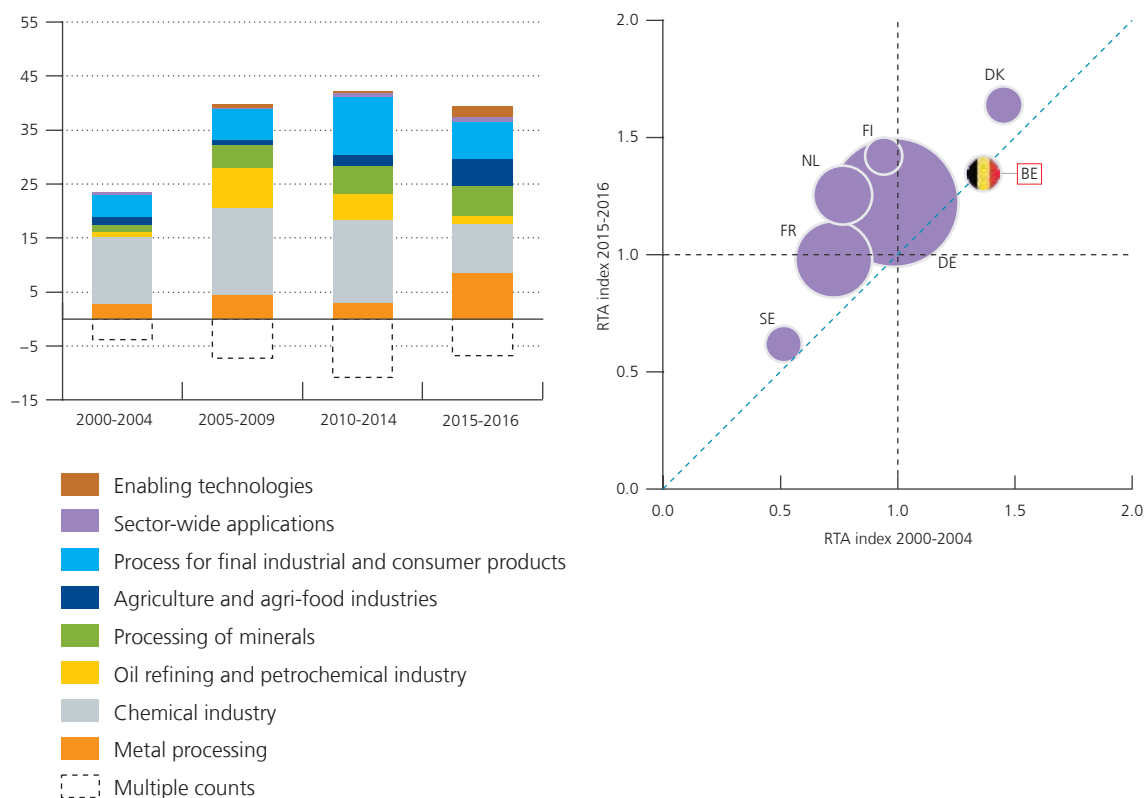 55
45
35
25
15
5
−5
−15
2000-2004
2005-2009
2010-2014
2015-2016
Enabling technologies
Sector-wide applications
Process for final industrial and consumer products
Agriculture and agri-food industries
Processing of minerals
Oil refining and petrochemical industry
Chemical industry
Metal processing
Multiple counts
RTA index 2015-2016
2.0
1.5
1.0
0.5
0.0
DK
FI
NL
BE
FR
DE
SE
0.0
0.5
1.0
1.5
2.0
RTA index 2000-2004